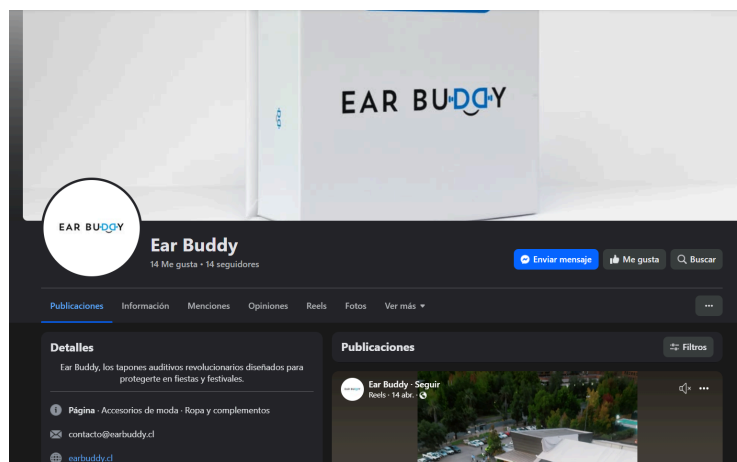 EAR BUDDY
EAR BUDDY
Ear Buddy
14 Me gusta • 14 seguidores
Enviar mensaje
Me gusta
Buscar
Publicaciones
Información
Menciones
Opiniones
Reels
Fotos
Ver más
Detalles
Ear Buddy, los tapones auditivos revolucionarios diseñados para
protegerte en fiestas y festivales.
Página · Accesorios de moda · Ropa y complementos
contacto@earbuddy.cl
earbuddy.cl
Publicaciones
Filtros
EAR BUDDY
Ear Buddy · Seguir
Reels · 14 abr. ·